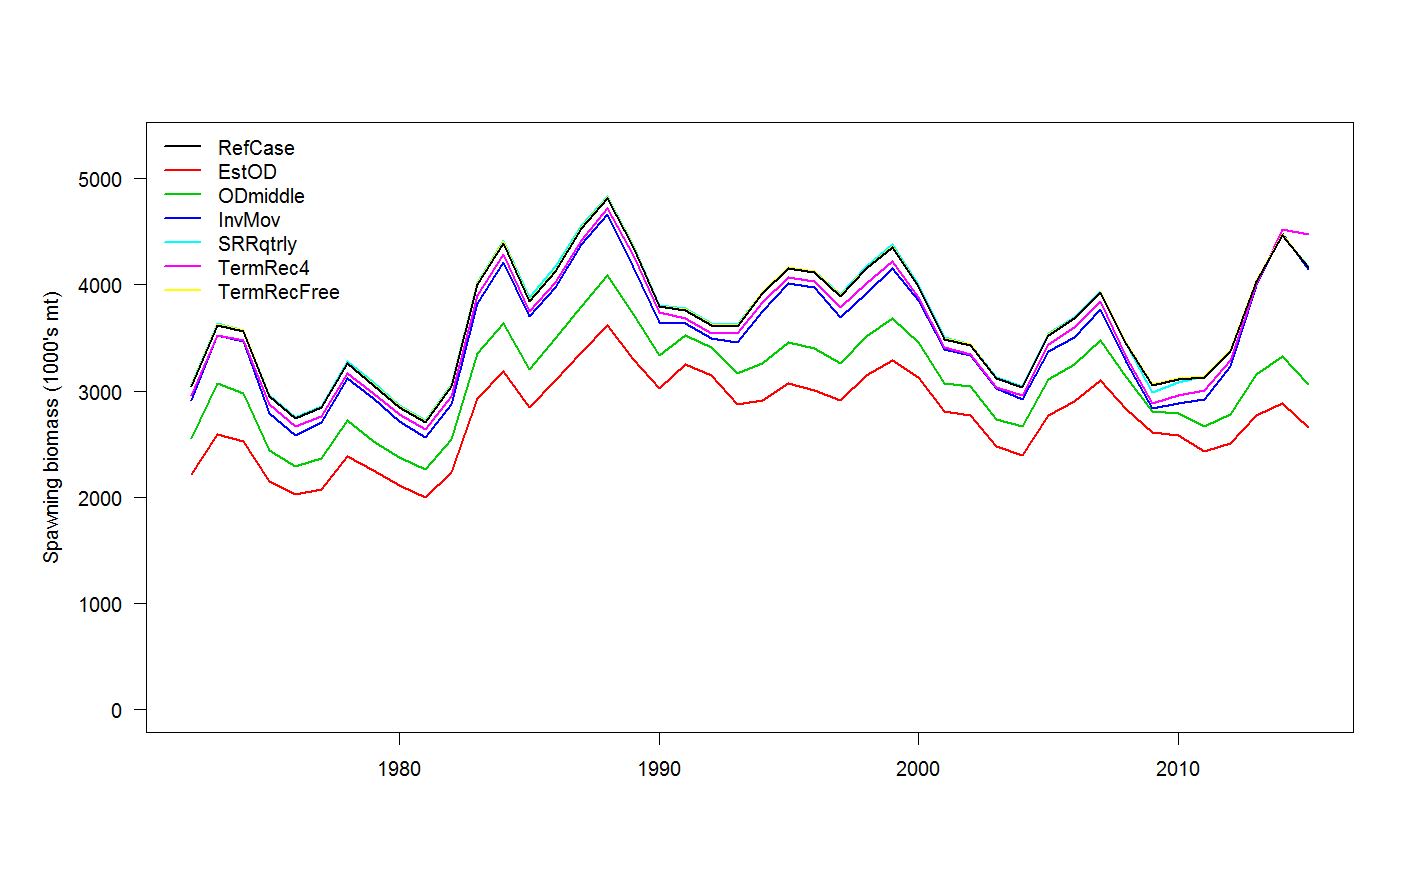 RefCase
EstOD
ODmiddle
InvMov
SRRqtrly
TermRec4
TermRecFree
Spawning biomass (1000's mt)
5000
4000
3000
2000
1000
0
1980 1990 2000 2010